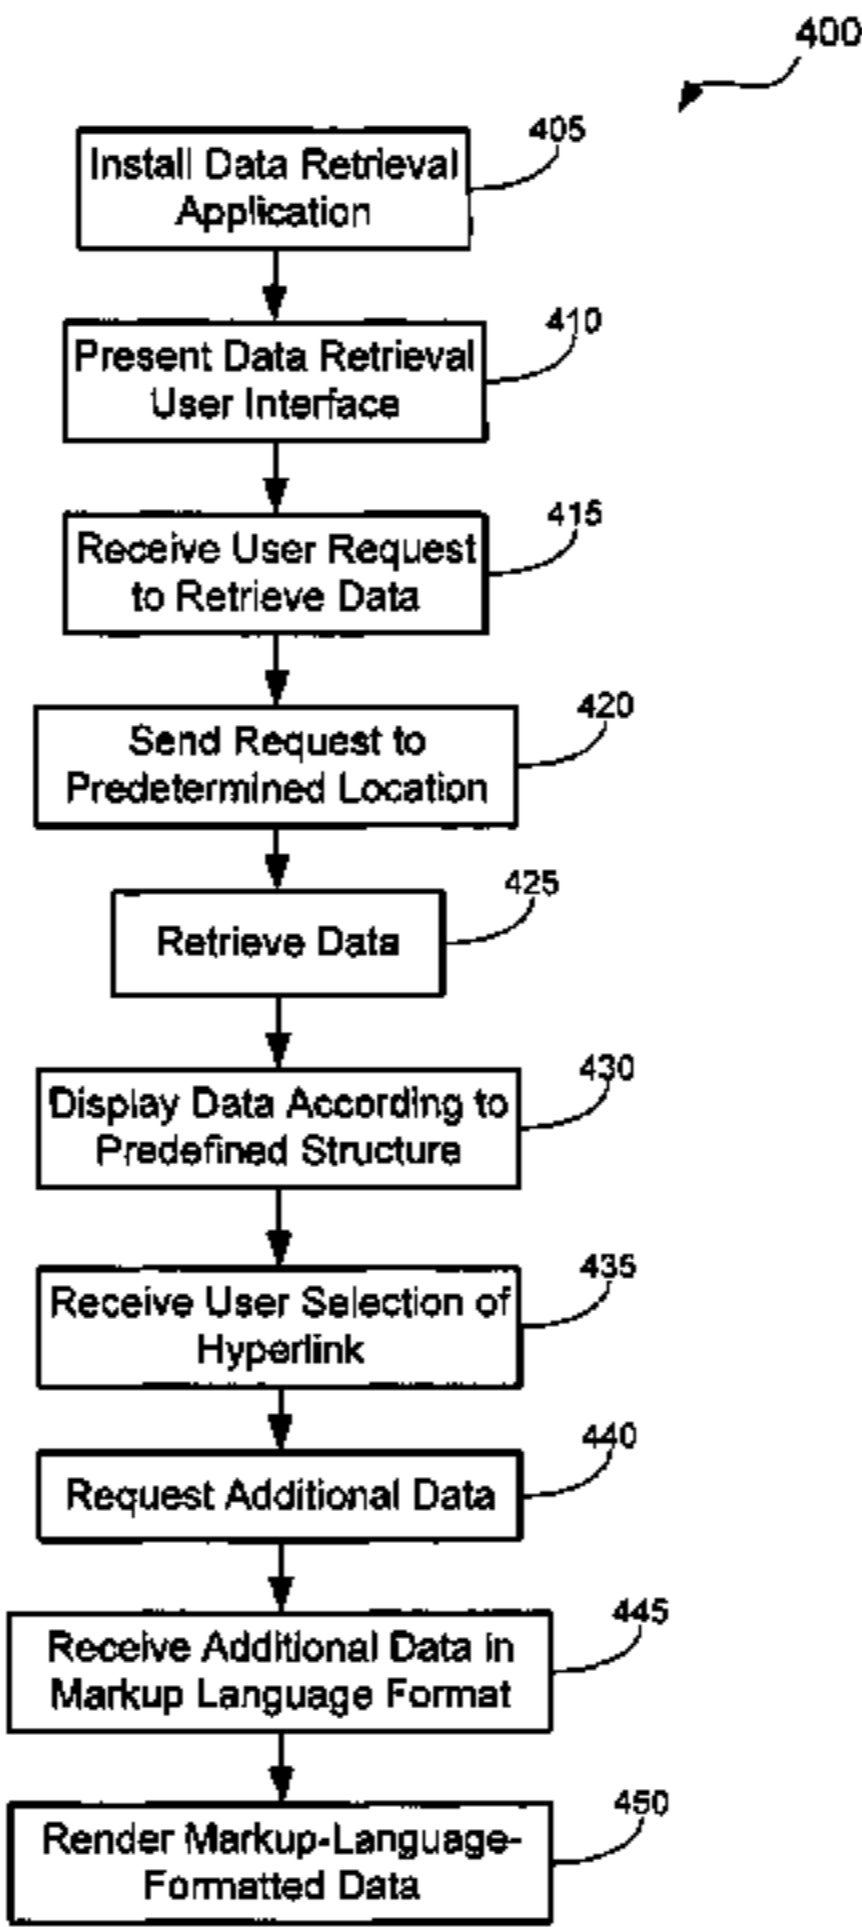 400
405
Install Data Retrieval
Application
410
Present Data Retrieval
User Interface
415
Receive User Request
to Retrieve Data
420
Send Request to
Predetermined Location
425
Retrieve Data
430
Display Data According to
Predefined Structure
435
Receive User Selection of
Hyperlink
440
Request Additional Data
445
Receive Additional Data in
Markup Language Format
450
Render Markup-Language-
Formatted Data